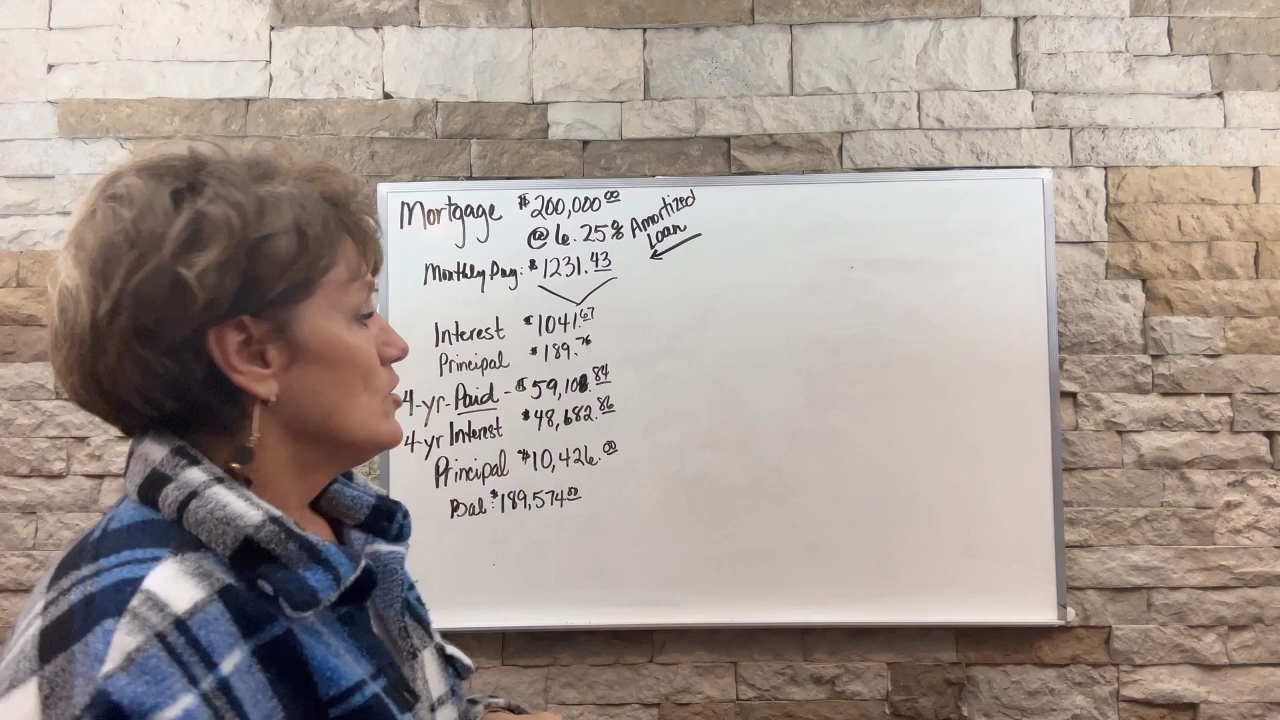 Mortgage $200,000.00
@ 6.25% Amortized
Loan
Monthly Pay: $1231.43
Interest $1041.67
Principal $189.76
4-yr-Paid - $59,108.84
4-yr Interest $48,682.86
Principal $10,426.00
Bal: $189,574.00